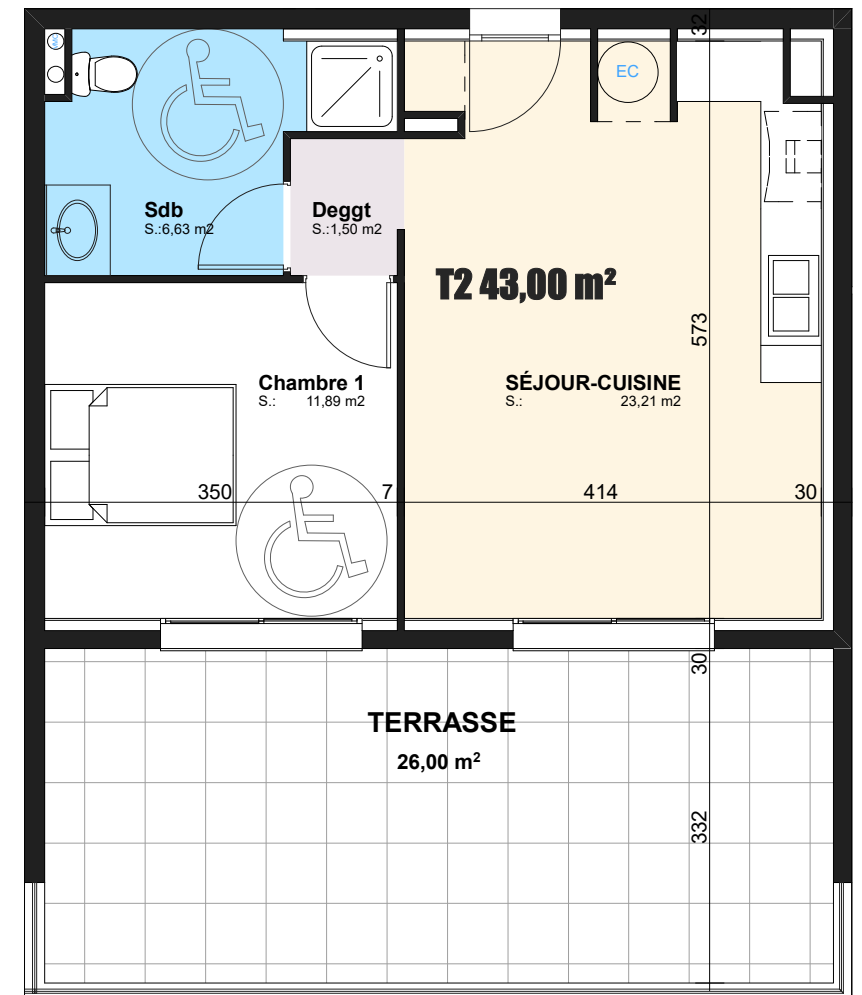 32
EC
Sdb
S.:6,63 m2
Deggt
S.:1,50 m2
T2 43,00 m²
573
Chambre 1
S.: 11,89 m2
SÉJOUR-CUISINE
S.: 23,21 m2
350
7
414
30
30
TERRASSE
26,00 m²
332